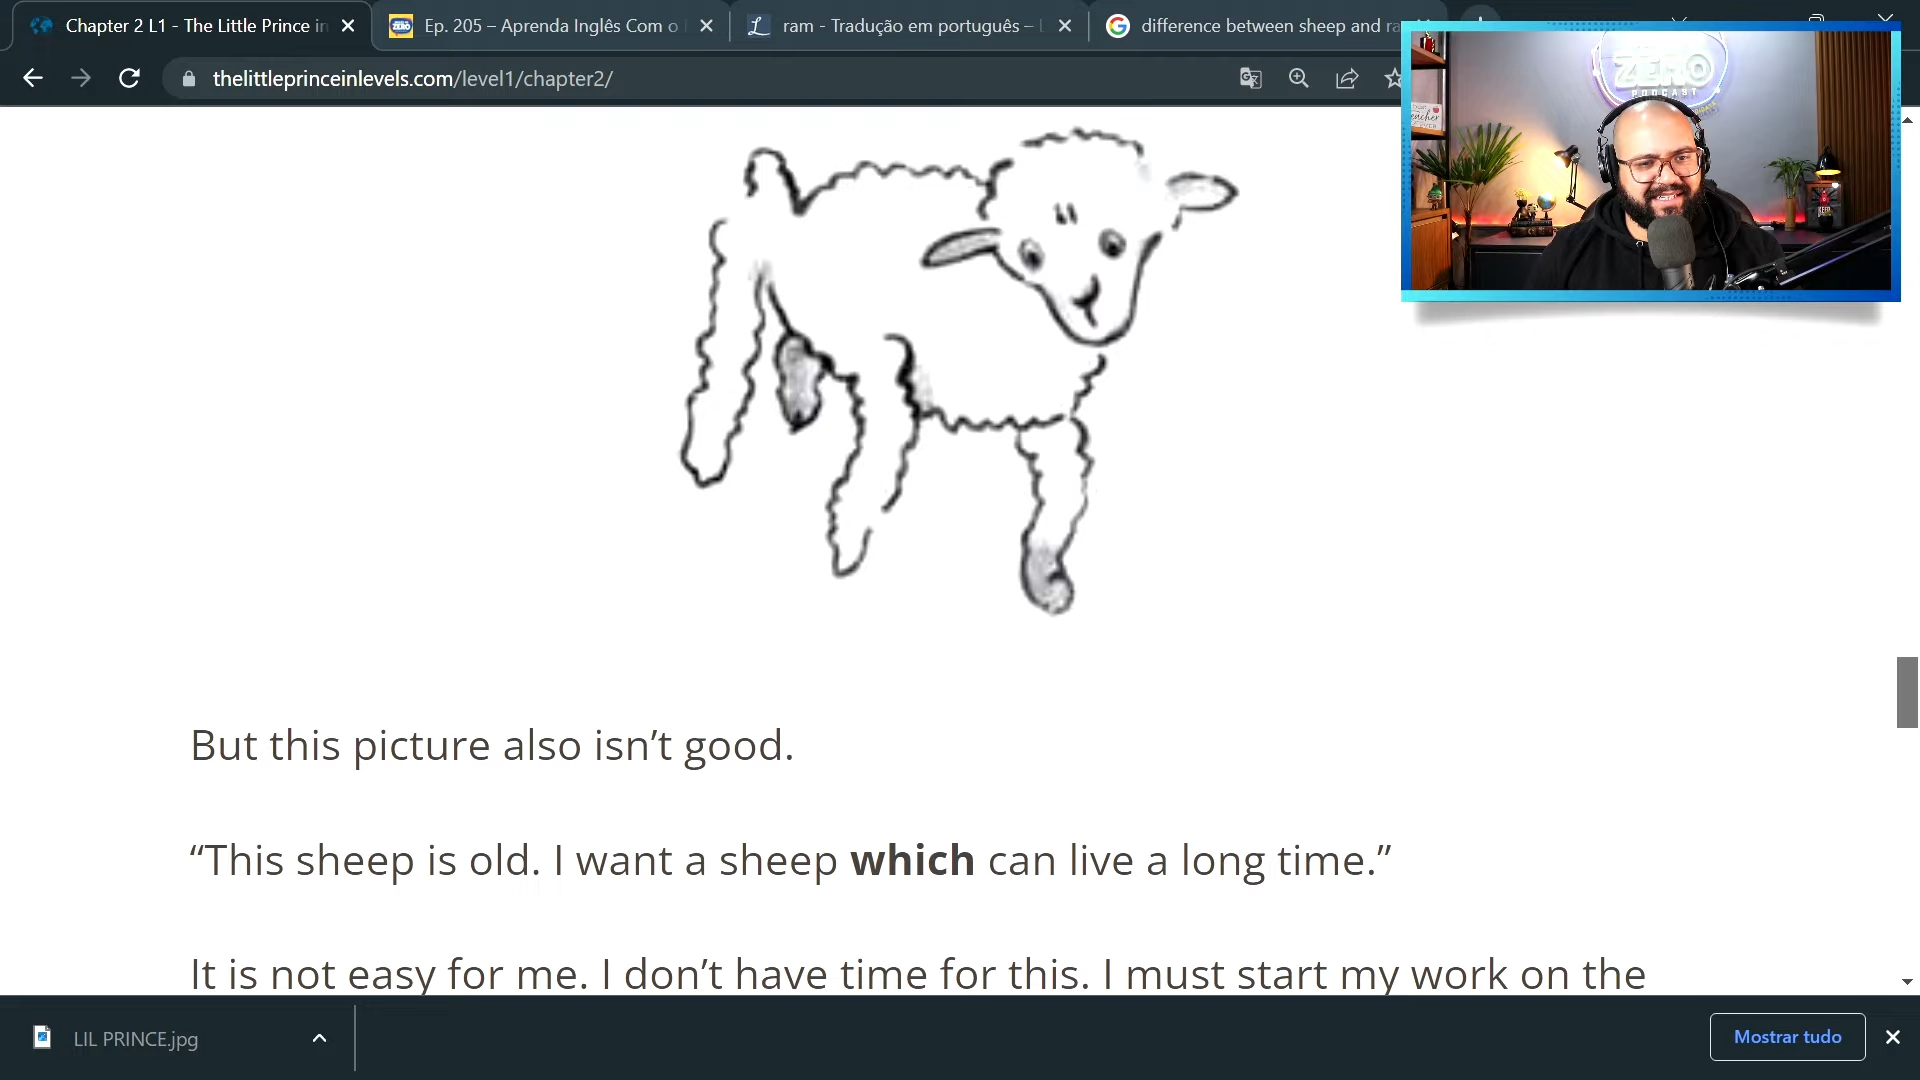 Chapter 2 L1 - The Little Prince in
Ep. 205 – Aprenda Inglês Com o
ram - Tradução em português –
difference between sheep and ra
thelittleprinceinlevels.com/level1/chapter2/
ZERO
PODCAST
But this picture also isn’t good.
“This sheep is old. I want a sheep which can live a long time.”
It is not easy for me. I don’t have time for this. I must start my work on the
LIL PRINCE.jpg
Mostrar tudo